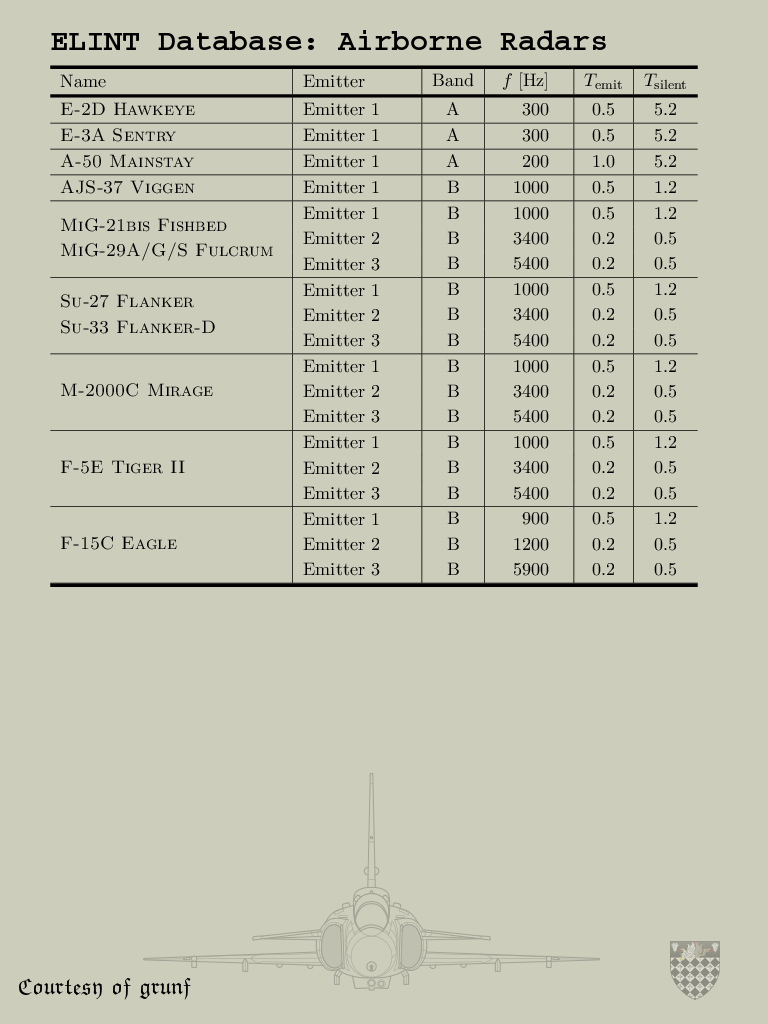 ELINT Database: Airborne Radars
Name Emitter Band f [Hz] Temit Tsilent
E-2D Hawkeye Emitter 1 A 300 0.5 5.2
E-3A Sentry Emitter 1 A 300 0.5 5.2
A-50 Mainstay Emitter 1 A 200 1.0 5.2
AJS-37 Viggen Emitter 1 B 1000 0.5 1.2
MiG-21bis Fishbed
MiG-29A/G/S Fulcrum
Emitter 1 B 1000 0.5 1.2
Emitter 2 B 3400 0.2 0.5
Emitter 3 B 5400 0.2 0.5
Su-27 Flanker
Su-33 Flanker-D
Emitter 1 B 1000 0.5 1.2
Emitter 2 B 3400 0.2 0.5
Emitter 3 B 5400 0.2 0.5
M-2000C Mirage
Emitter 1 B 1000 0.5 1.2
Emitter 2 B 3400 0.2 0.5
Emitter 3 B 5400 0.2 0.5
F-5E Tiger II
Emitter 1 B 1000 0.5 1.2
Emitter 2 B 3400 0.2 0.5
Emitter 3 B 5400 0.2 0.5
F-15C Eagle
Emitter 1 B 900 0.5 1.2
Emitter 2 B 1200 0.2 0.5
Emitter 3 B 5900 0.2 0.5
Courtesy of grunf